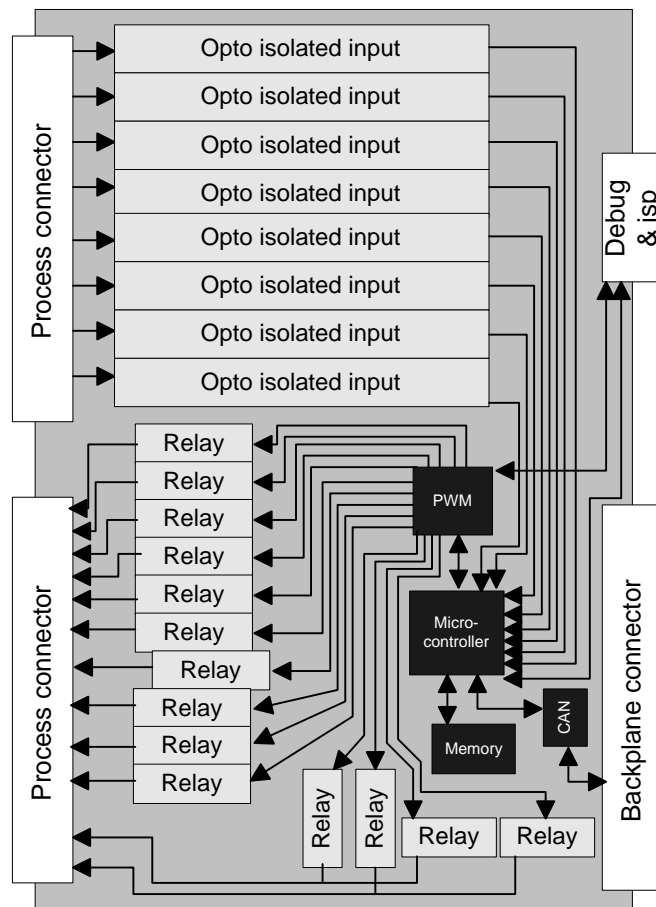 Process connector
Opto isolated input
Opto isolated input
Opto isolated input
Opto isolated input
Opto isolated input
Opto isolated input
Opto isolated input
Opto isolated input
Debug
& isp
Process connector
Relay
Relay
Relay
Relay
Relay
Relay
Relay
Relay
Relay
Relay
PWM
Micro-
controller
Memory
CAN
Backplane connector
Relay
Relay
Relay
Relay